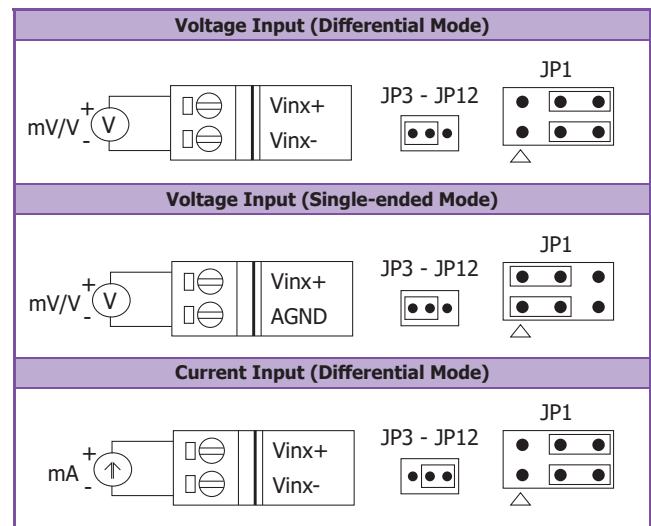 Voltage Input (Differential Mode)
JP1
JP3 - JP12
+
mV/V
V
-
Vinx+
Vinx-
Voltage Input (Single-ended Mode)
JP1
JP3 - JP12
+
mV/V
V
-
Vinx+
AGND
Current Input (Differential Mode)
JP1
JP3 - JP12
+
mA
-
Vinx+
Vinx-